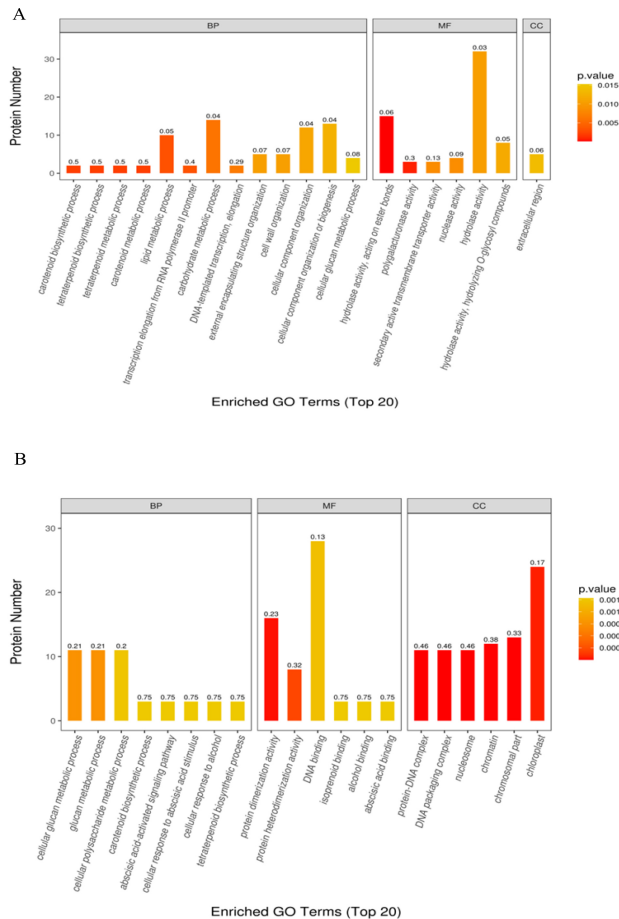 A
BP
MF
CC
Protein Number
30
20
10
0
0.5
0.5
0.5
0.5
0.05
0.4
0.04
0.29
0.07
0.07
0.04
0.04
0.08
0.06
0.3
0.13
0.09
0.03
0.05
0.06
p.value
0.015
0.010
0.005
carotenoid biosynthetic process
tetraterpenoid biosynthetic process
tetraterpenoid metabolic process
carotenoid metabolic process
lipid metabolic process
transcription elongation from RNA polymerase II promoter
carbohydrate metabolic process
DNA-templated transcription, elongation
external encapsulating structure organization
cell wall organization
cellular component organization
cellular component organization or biogenesis
cellular glucan metabolic process
hydrolase activity, acting on ester bonds
polygalacturonase activity
secondary active transmembrane transporter activity
nuclease activity
hydrolase activity
hydrolase activity, hydrolyzing O-glycosyl compounds
extracellular region
Enriched GO Terms (Top 20)
B
BP
MF
CC
Protein Number
30
20
10
0
0.21
0.21
0.2
0.75
0.75
0.75
0.75
0.75
0.23
0.32
0.13
0.75
0.75
0.75
0.46
0.46
0.46
0.38
0.33
0.17
p.value
0.001
0.000
0.000
0.000
cellular glucan metabolic process
glucan metabolic process
cellular polysaccharide metabolic process
carotenoid biosynthetic process
abscisic acid-activated signaling pathway
cellular response to abscisic acid stimulus
cellular response to alcohol
tetraterpenoid biosynthetic process
protein dimerization activity
protein heterodimerization activity
DNA binding
isoprenoid binding
alcohol binding
abscisic acid binding
protein-DNA complex
DNA packaging complex
nucleosome
chromatin
chromosomal part
chloroplast
Enriched GO Terms (Top 20)